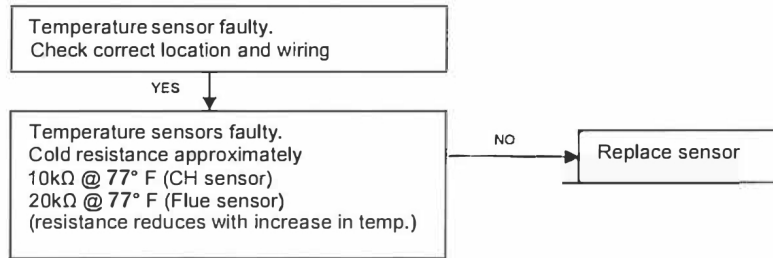 Temperature sensor faulty.
Check correct location and wiring
YES
Temperature sensors faulty.
Cold resistance approximately
10kΩ @ 77° F (CH sensor)
20kΩ @ 77° F (Flue sensor)
(resistance reduces with increase in temp.)
NO
Replace sensor